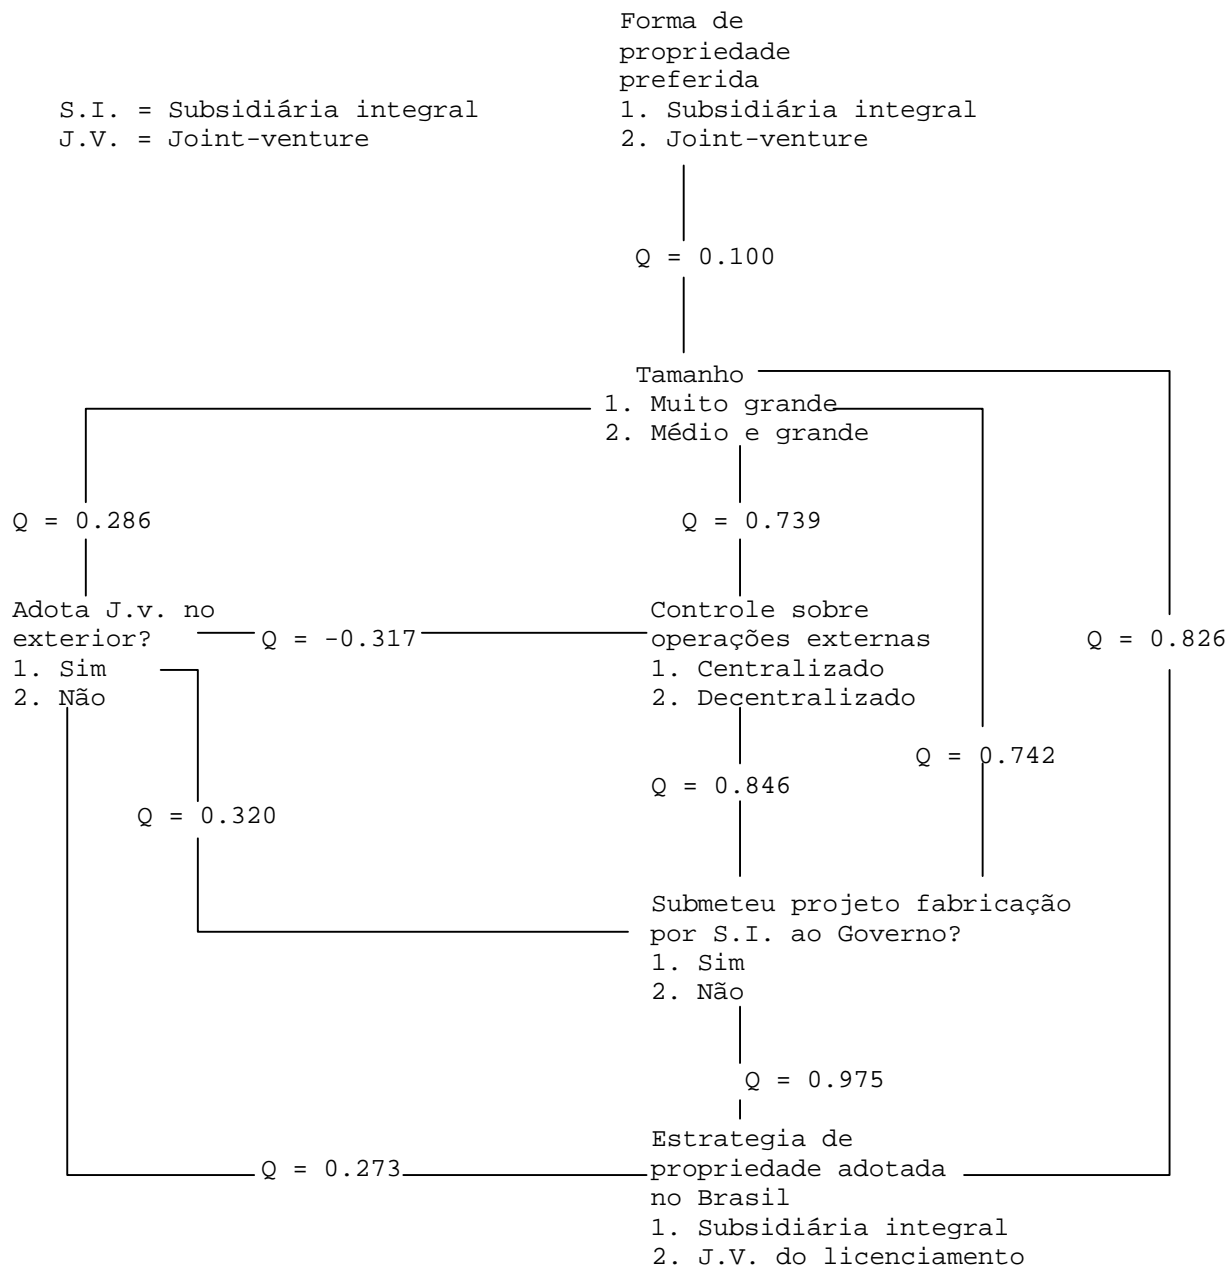 Forma de
propriedade
preferida
S.I. = Subsidiária integral
1. Subsidiária integral
J.V. = Joint-venture
2. Joint-venture
Q = 0.100
Tamanho
1. Muito grande
2. Médio e grande
Q = 0.286
Q = 0.739
Adota J.v. no
exterior?
1. Sim
2. Não
Q = -0.317
Controle sobre
operações externas
1. Centralizado
2. Decentralizado
Q = 0.826
Q = 0.742
Q = 0.846
Q = 0.320
Submeteu projeto fabricação
por S.I. ao Governo?
1. Sim
2. Não
Q = 0.975
Estrategia de
propriedade adotada
no Brasil
1. Subsidiária integral
2. J.V. do licenciamento
Q = 0.273